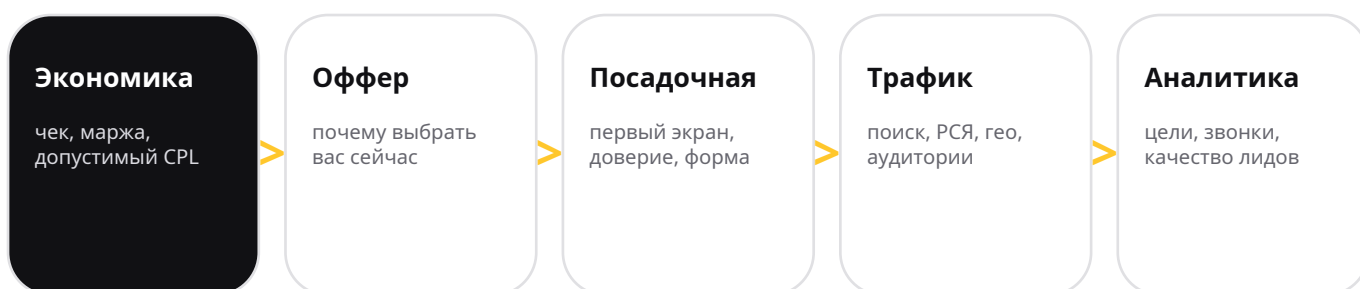 Экономика
чек, маржа,
допустимый CPL
>
Оффер
почему выбрать
вас сейчас
>
Посадочная
первый экран,
доверие, форма
>
Трафик
поиск, РСЯ, гео,
аудитории
>
Аналитика
цели, звонки,
качество лидов